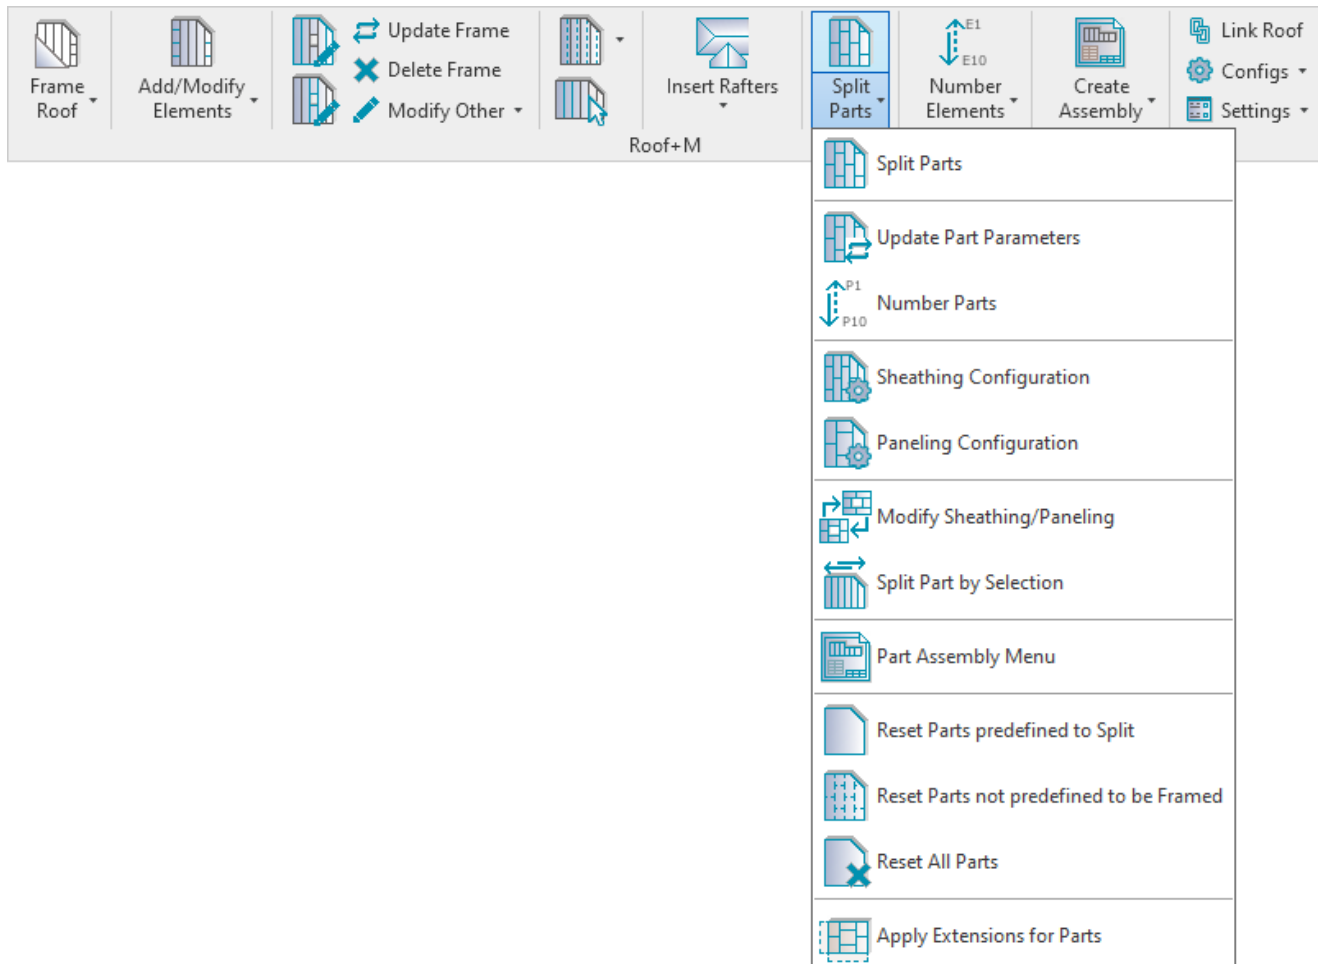 Frame
Roof
Add/Modify
Elements
Update Frame
Delete Frame
Modify Other
Insert Rafters
Split
Parts
E1
E10
Number
Elements
Create
Assembly
Link Roof
Configs
Settings
Roof+M
Split Parts
Update Part Parameters
P1
P10
Number Parts
Sheathing Configuration
Paneling Configuration
Modify Sheathing/Paneling
Split Part by Selection
Part Assembly Menu
Reset Parts predefined to Split
Reset Parts not predefined to be Framed
Reset All Parts
Apply Extensions for Parts